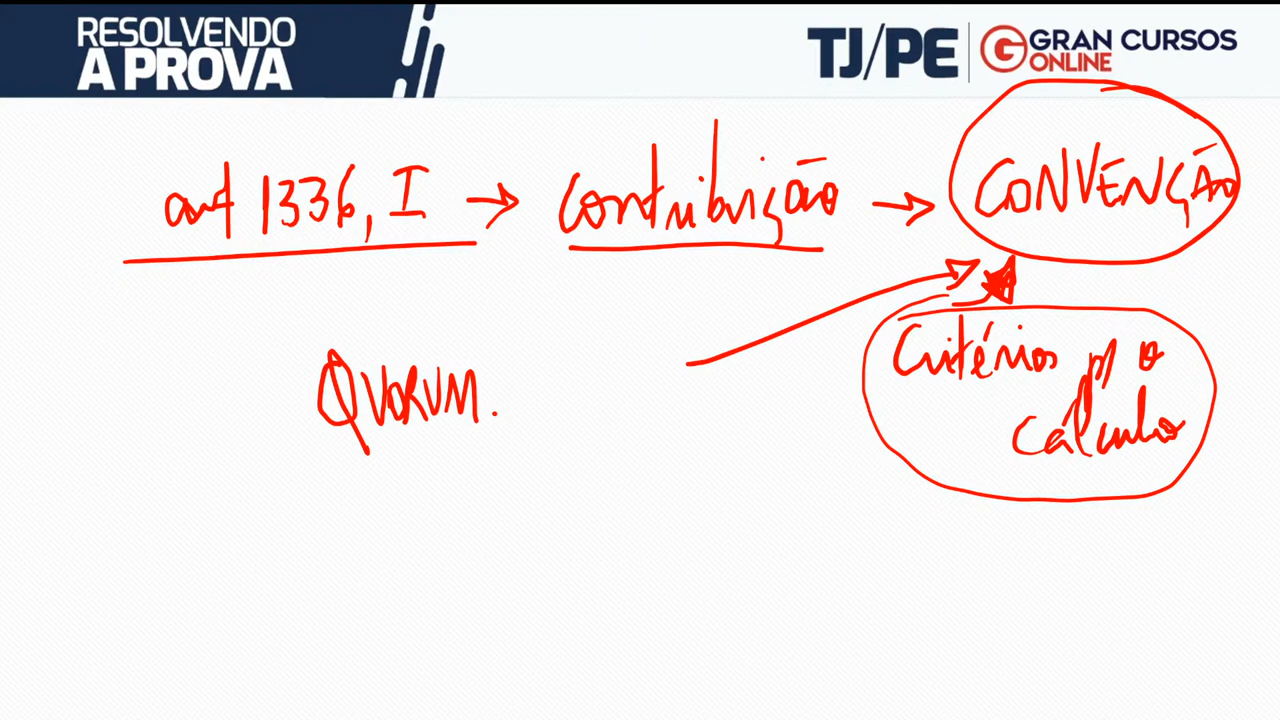 RESOLVENDO
A PROVA
TJ/PE
GRAN CURSOS
ONLINE
art 1336, I → contribuição → CONVENÇÃO
Critérios p/ o
cálculo
QUORUM.